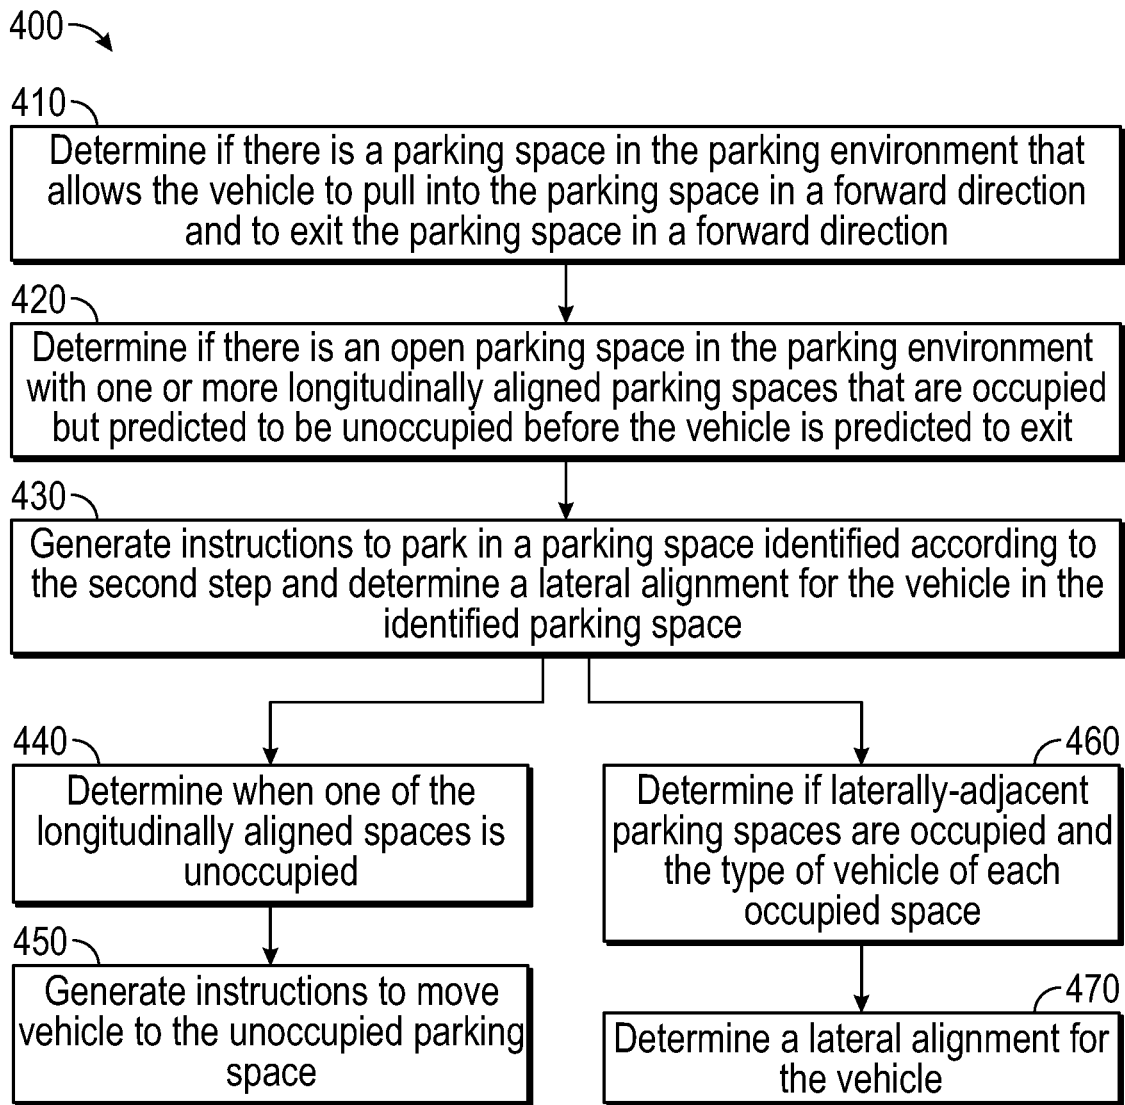 400
410
Determine if there is a parking space in the parking environment that
allows the vehicle to pull into the parking space in a forward direction
and to exit the parking space in a forward direction
420
Determine if there is an open parking space in the parking environment
with one or more longitudinally aligned parking spaces that are occupied
but predicted to be unoccupied before the vehicle is predicted to exit
430
Generate instructions to park in a parking space identified according to
the second step and determine a lateral alignment for the vehicle in the
identified parking space
440
Determine when one of the
longitudinally aligned spaces is
unoccupied
450
Generate instructions to move
vehicle to the unoccupied parking
space
460
Determine if laterally-adjacent
parking spaces are occupied and
the type of vehicle of each
occupied space
470
Determine a lateral alignment for
the vehicle